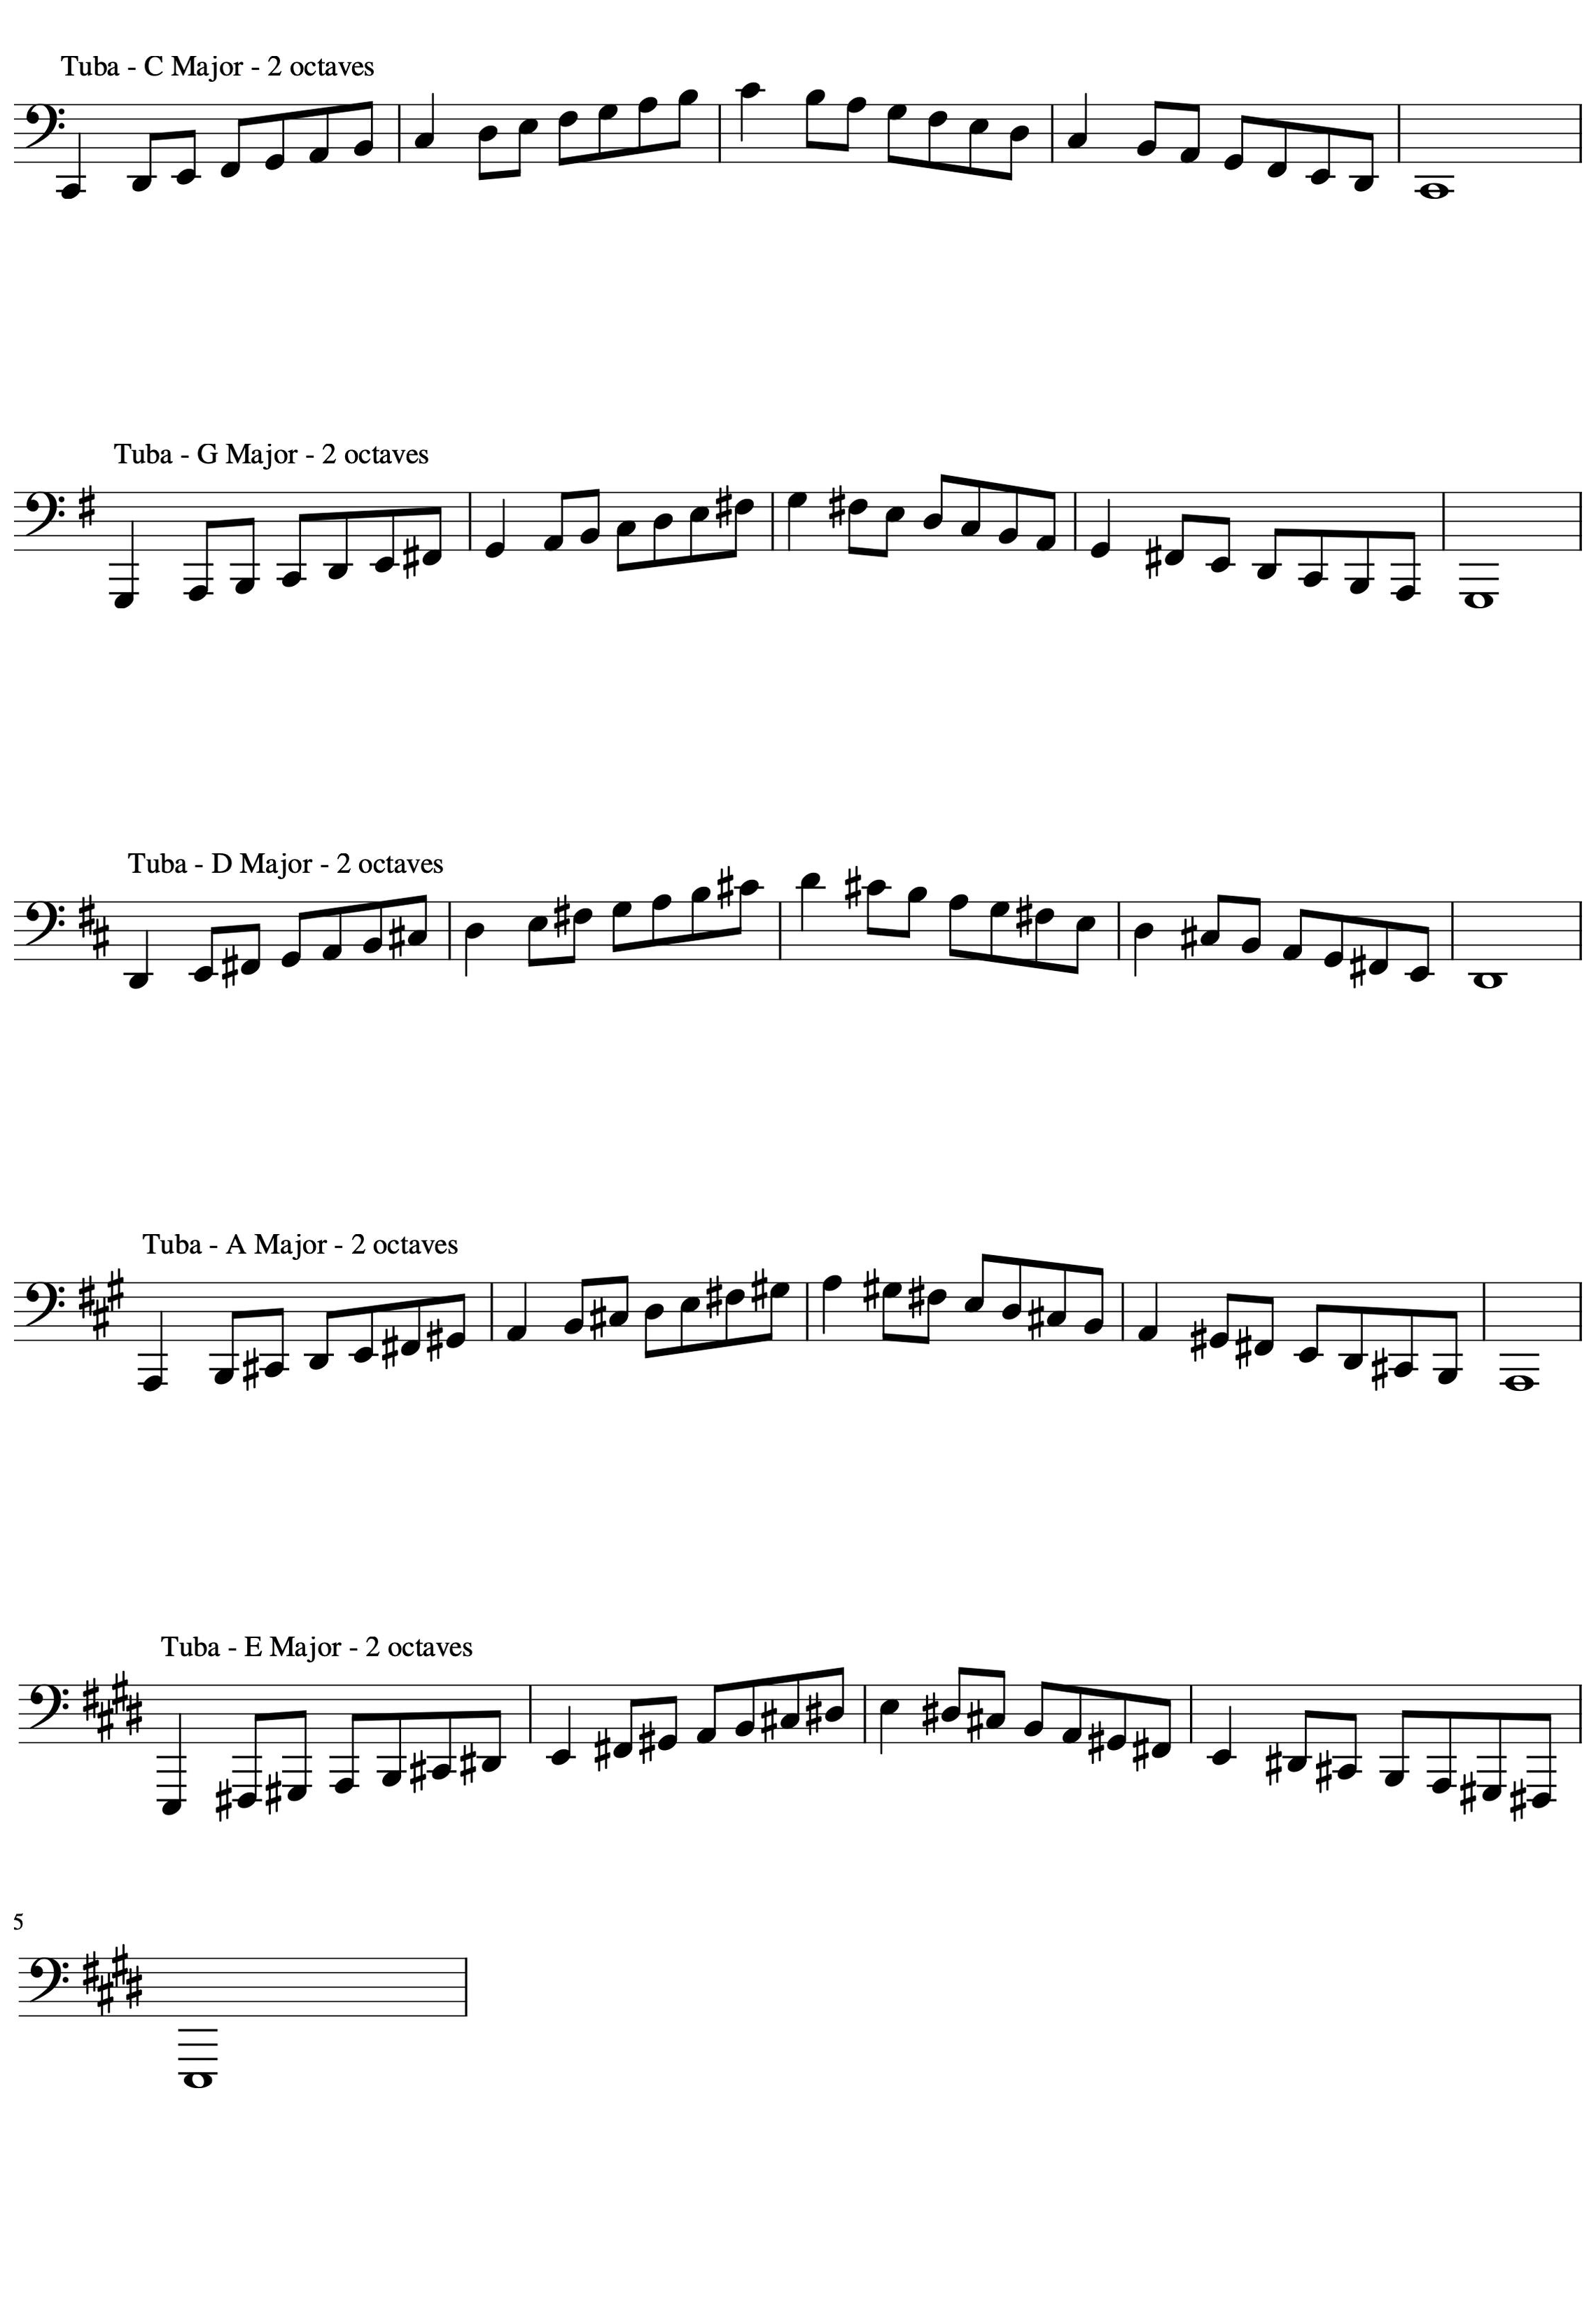 Tuba - C Major - 2 octaves
Tuba - G Major - 2 octaves
Tuba - D Major - 2 octaves
Tuba - A Major - 2 octaves
Tuba - E Major - 2 octaves
5